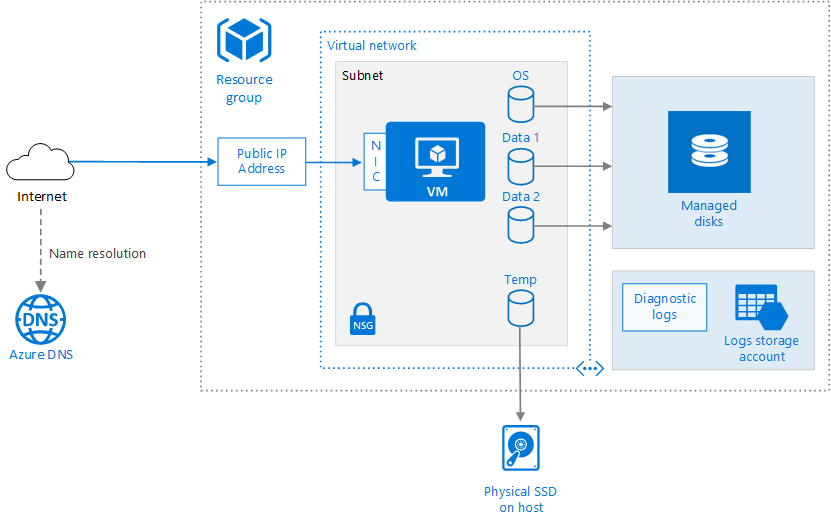 Resource
group
Virtual network
Subnet
OS
Public IP
Address
N
I
C
VM
Data 1
Data 2
Managed
disks
Internet
Name resolution
DNS
Azure DNS
NSG
Temp
Diagnostic
logs
Logs storage
account
Physical SSD
on host